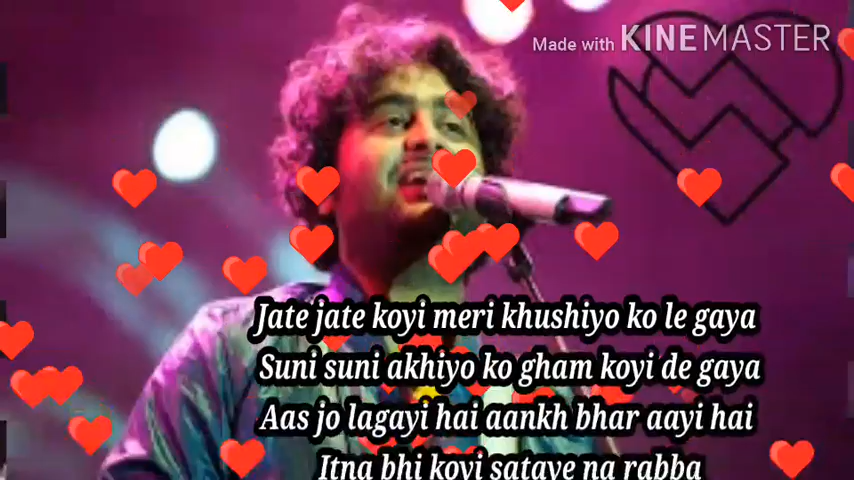 Made with KINEMASTER
Jate jate koyi meri khushiyo ko le gaya
Suni suni akhiyo ko gham koyi de gaya
Aas jo lagayi hai aankh bhar aayi hai
Itna bhi koyi sataye na rabba